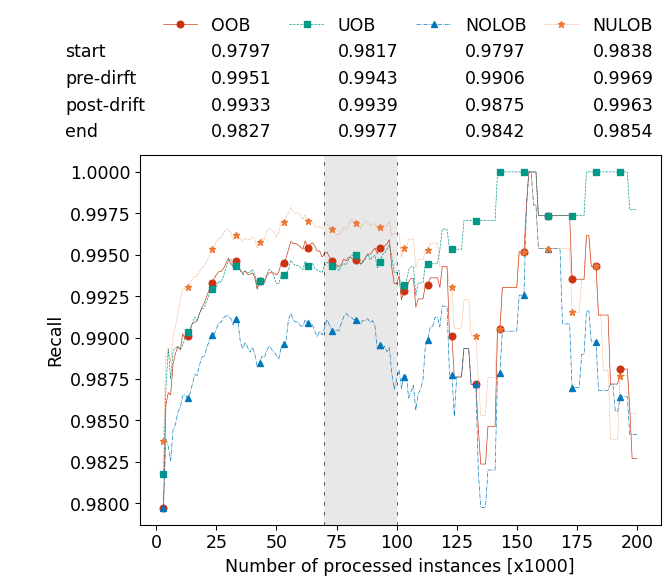 OOB UOB NOLOB NULOB
start 0.9797 0.9817 0.9797 0.9838
pre-dirft 0.9951 0.9943 0.9906 0.9969
post-drift 0.9933 0.9939 0.9875 0.9963
end 0.9827 0.9977 0.9842 0.9854
1.0000
0.9975
0.9950
0.9925
0.9900
0.9875
0.9850
0.9825
0.9800
Recall
0 25 50 75 100 125 150 175 200
Number of processed instances [x1000]